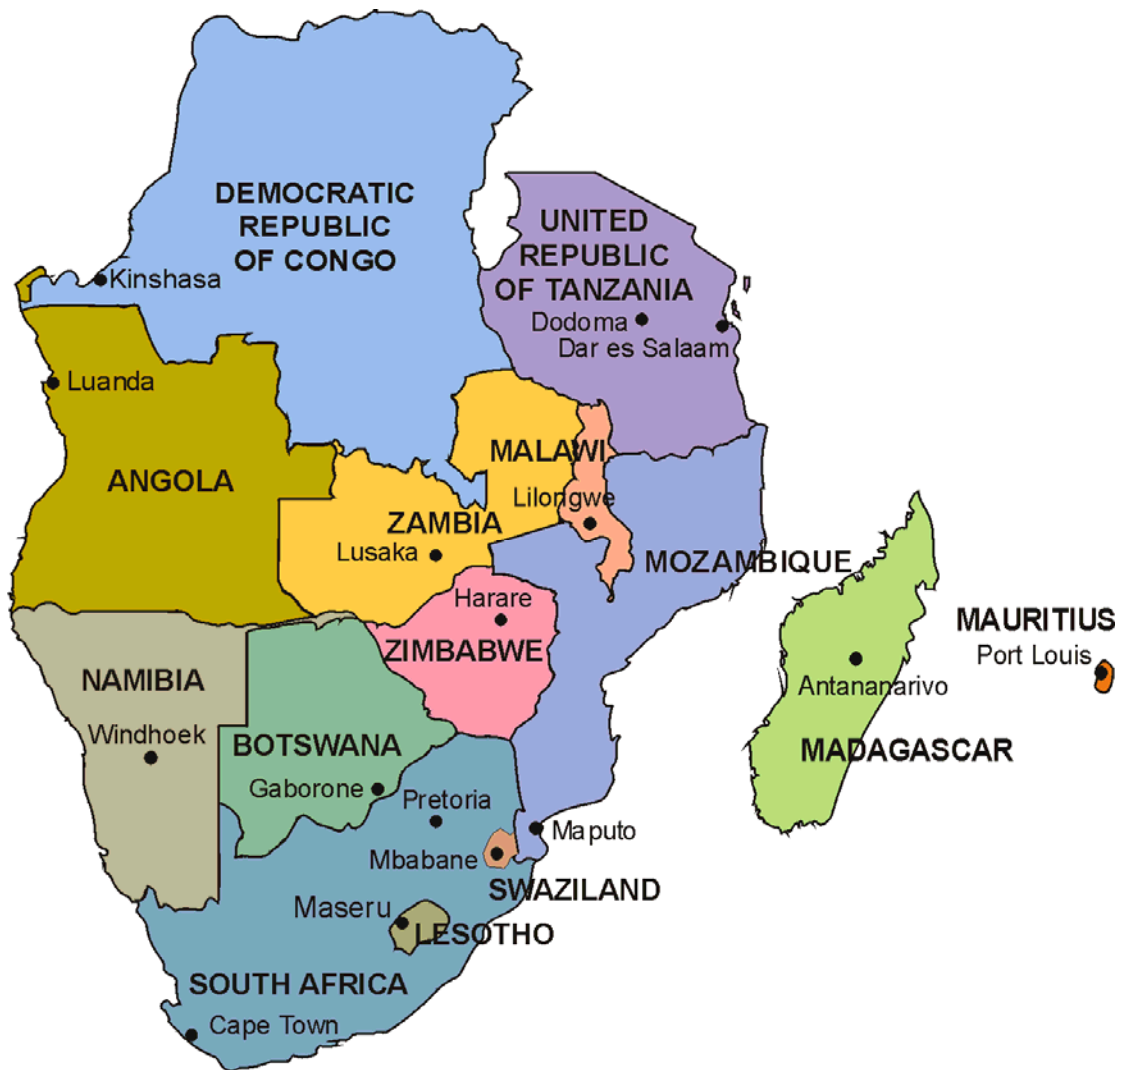 DEMOCRATIC
REPUBLIC
OF CONGO
UNITED
REPUBLIC
OF TANZANIA
Kinshasa
Dodoma
Dar es Salaam
Luanda
ANGOLA
MALAWI
Lilongwe
ZAMBIA
Lusaka
MOZAMBIQUE
Harare
ZIMBABWE
MAURITIUS
Port Louis
NAMIBIA
Antananarivo
Windhoek
BOTSWANA
MADAGASCAR
Gaborone
Pretoria
Maputo
Mbabane
SWAZILAND
Maseru
LESOTHO
SOUTH AFRICA
Cape Town